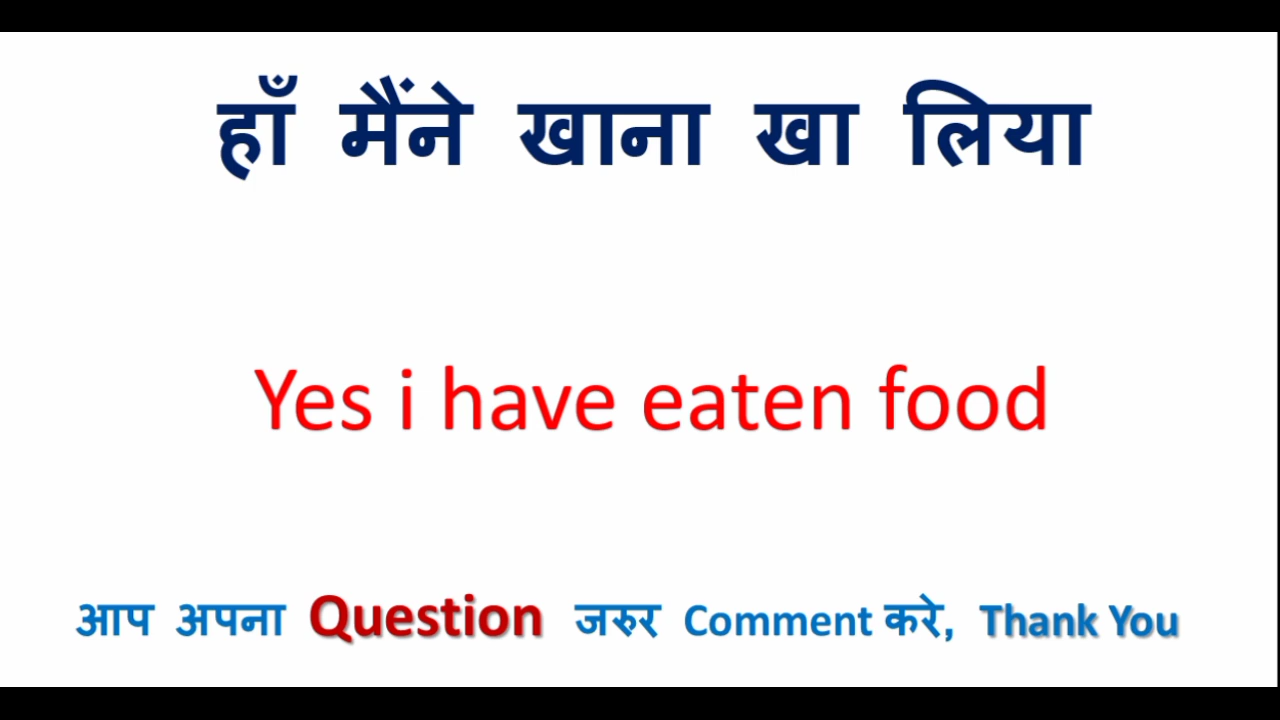 हाँ मैंने खाना खा लिया
Yes i have eaten food
आप अपना Question जरुर Comment करे, Thank You